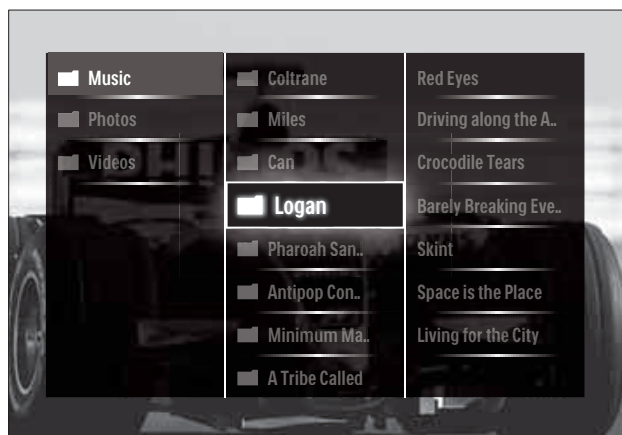 Music
Photos
Videos
Coltrane
Miles
Can
Logan
Pharoah San..
Antipop Con..
Minimum Ma..
A Tribe Called
Red Eyes
Driving along the A..
Crocodile Tears
Barely Breaking Eve..
Skint
Space is the Place
Living for the City